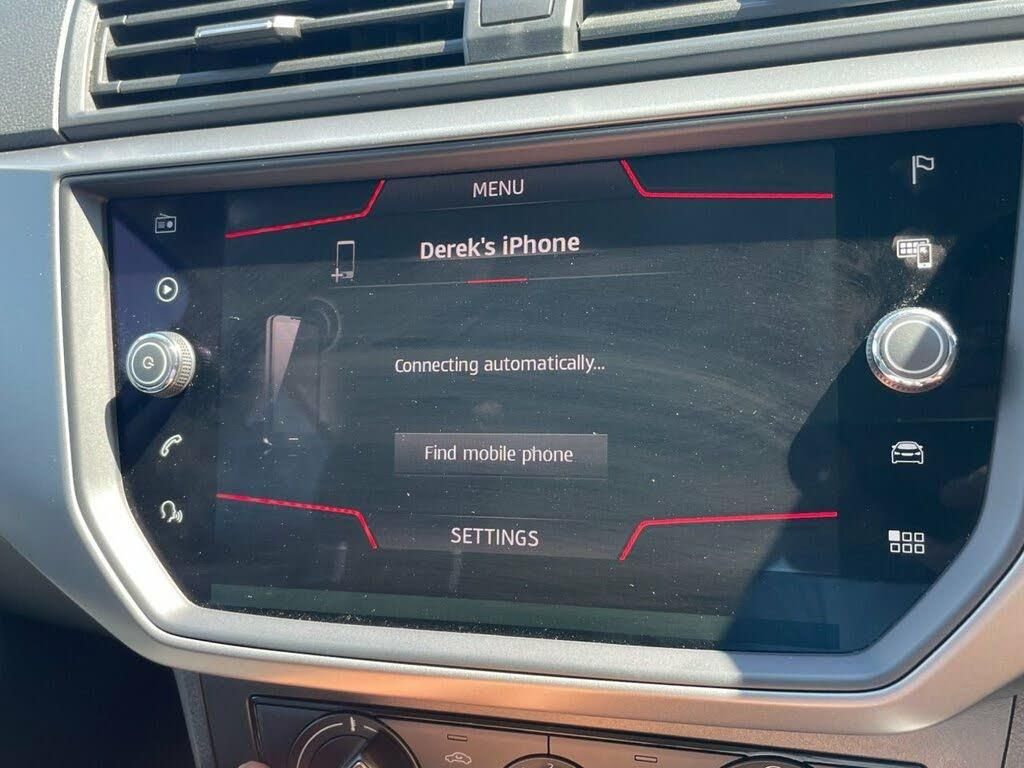 MENU
Derek's iPhone
Connecting automatically...
Find mobile phone
SETTINGS